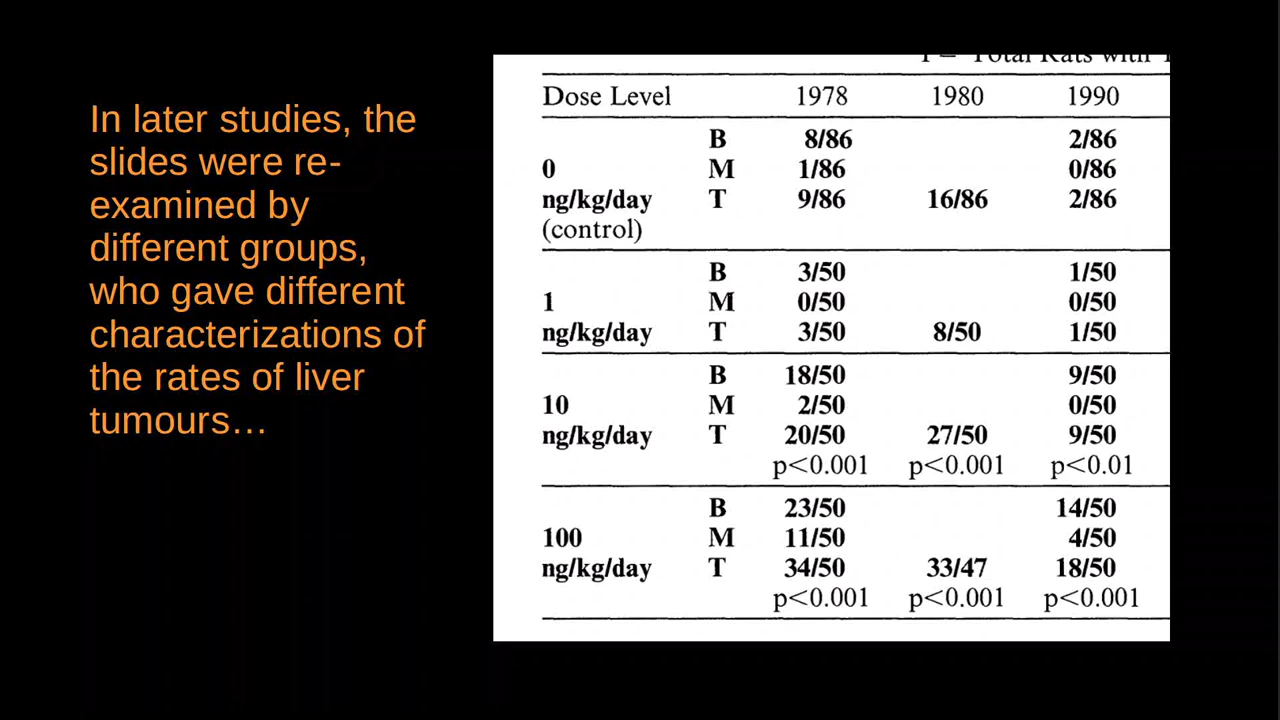 In later studies, the
slides were re-
examined by
different groups,
who gave different
characterizations of
the rates of liver
tumours…
Total Rats with
Dose Level 1978 1980 1990
B 8/86 2/86
0 M 1/86 0/86
ng/kg/day T 9/86 16/86 2/86
(control)
B 3/50 1/50
1 M 0/50 0/50
ng/kg/day T 3/50 8/50 1/50
B 18/50 9/50
10 M 2/50 0/50
ng/kg/day T 20/50 27/50 9/50
p<0.001 p<0.001 p<0.01
B 23/50 14/50
100 M 11/50 4/50
ng/kg/day T 34/50 33/47 18/50
p<0.001 p<0.001 p<0.001